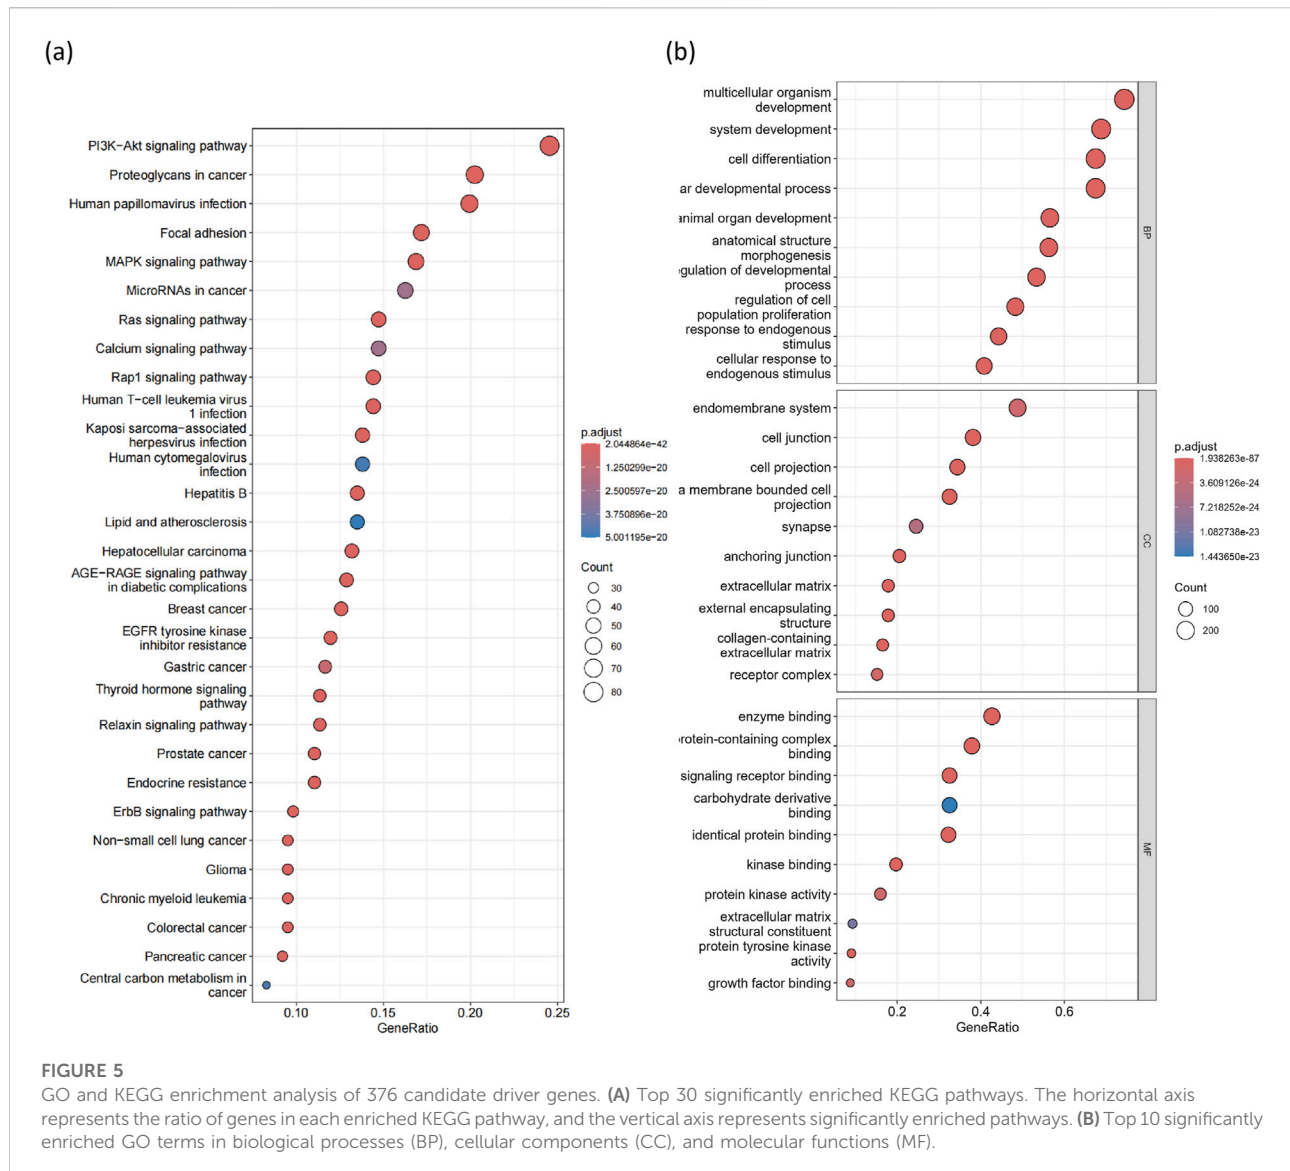 (a)
PI3K−Akt signaling pathway
Proteoglycans in cancer
Human papillomavirus infection
Focal adhesion
MAPK signaling pathway
MicroRNAs in cancer
Ras signaling pathway
Calcium signaling pathway
Rap1 signaling pathway
Human T−cell leukemia virus
1 infection
Kaposi sarcoma−associated
herpesvirus infection
Human cytomegalovirus
infection
Hepatitis B
Lipid and atherosclerosis
Hepatocellular carcinoma
AGE−RAGE signaling pathway
in diabetic complications
Breast cancer
EGFR tyrosine kinase
inhibitor resistance
Gastric cancer
Thyroid hormone signaling
pathway
Relaxin signaling pathway
Prostate cancer
Endocrine resistance
ErbB signaling pathway
Non−small cell lung cancer
Glioma
Chronic myeloid leukemia
Colorectal cancer
Pancreatic cancer
Central carbon metabolism in
cancer
0.10 0.15 0.20 0.25
GeneRatio
p.adjust
2.044864e−42
1.250299e−20
2.500597e−20
3.750896e−20
5.001195e−20
Count
30
40
50
60
70
80
(b)
multicellular organism
development
system development
cell differentiation
ar developmental process
animal organ development
anatomical structure
morphogenesis
egulation of developmental
process
regulation of cell
population proliferation
response to endogenous
stimulus
cellular response to
endogenous stimulus
BP
endomembrane system
cell junction
cell projection
a membrane bounded cell
projection
synapse
anchoring junction
extracellular matrix
external encapsulating
structure
collagen−containing
extracellular matrix
receptor complex
CC
enzyme binding
protein−containing complex
binding
signaling receptor binding
carbohydrate derivative
binding
identical protein binding
kinase binding
protein kinase activity
extracellular matrix
structural constituent
protein tyrosine kinase
activity
growth factor binding
MF
0.2 0.4 0.6
GeneRatio
p.adjust
1.938263e−87
3.609126e−24
7.218252e−24
1.082738e−23
1.443650e−23
Count
100
200
FIGURE 5
GO and KEGG enrichment analysis of 376 candidate driver genes. (A) Top 30 significantly enriched KEGG pathways. The horizontal axis
represents the ratio of genes in each enriched KEGG pathway, and the vertical axis represents significantly enriched pathways. (B) Top 10 significantly
enriched GO terms in biological processes (BP), cellular components (CC), and molecular functions (MF).